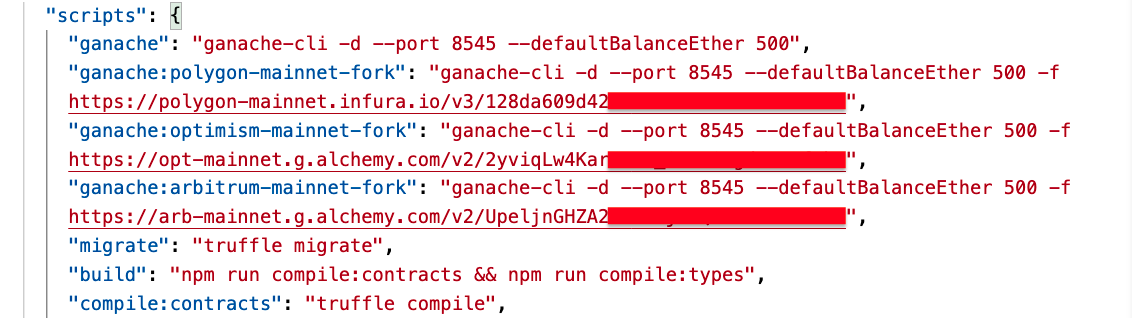 "scripts": {
"ganache": "ganache-cli -d --port 8545 --defaultBalanceEther 500",
"ganache:polygon-mainnet-fork": "ganache-cli -d --port 8545 --defaultBalanceEther 500 -f
https://polygon-mainnet.infura.io/v3/128da609d42 ",
"ganache:optimism-mainnet-fork": "ganache-cli -d --port 8545 --defaultBalanceEther 500 -f
https://opt-mainnet.g.alchemy.com/v2/2yviqLw4Kar ",
"ganache:arbitrum-mainnet-fork": "ganache-cli -d --port 8545 --defaultBalanceEther 500 -f
https://arb-mainnet.g.alchemy.com/v2/UpeljnGHZA2 ",
"migrate": "truffle migrate",
"build": "npm run compile:contracts && npm run compile:types",
"compile:contracts": "truffle compile",